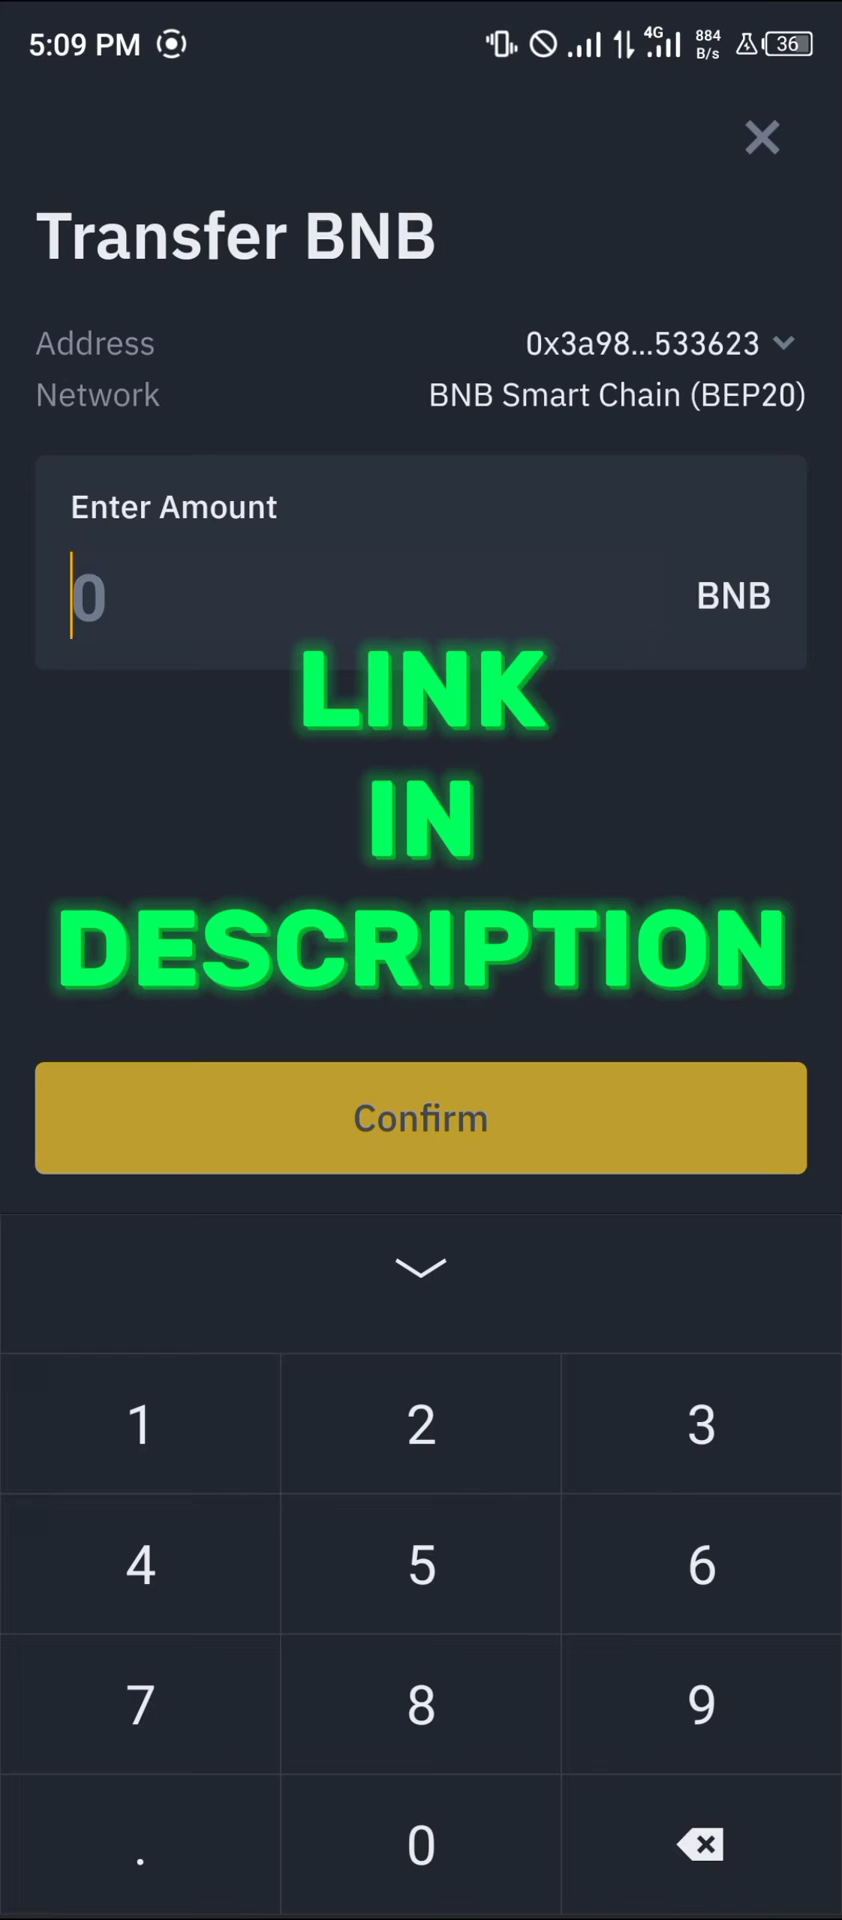 5:09 PM 4G 884 B/s 36
Transfer BNB
Address 0x3a98...533623
Network BNB Smart Chain (BEP20)
Enter Amount
0 BNB
LINK
IN
DESCRIPTION
Confirm
1 2 3
4 5 6
7 8 9
. 0